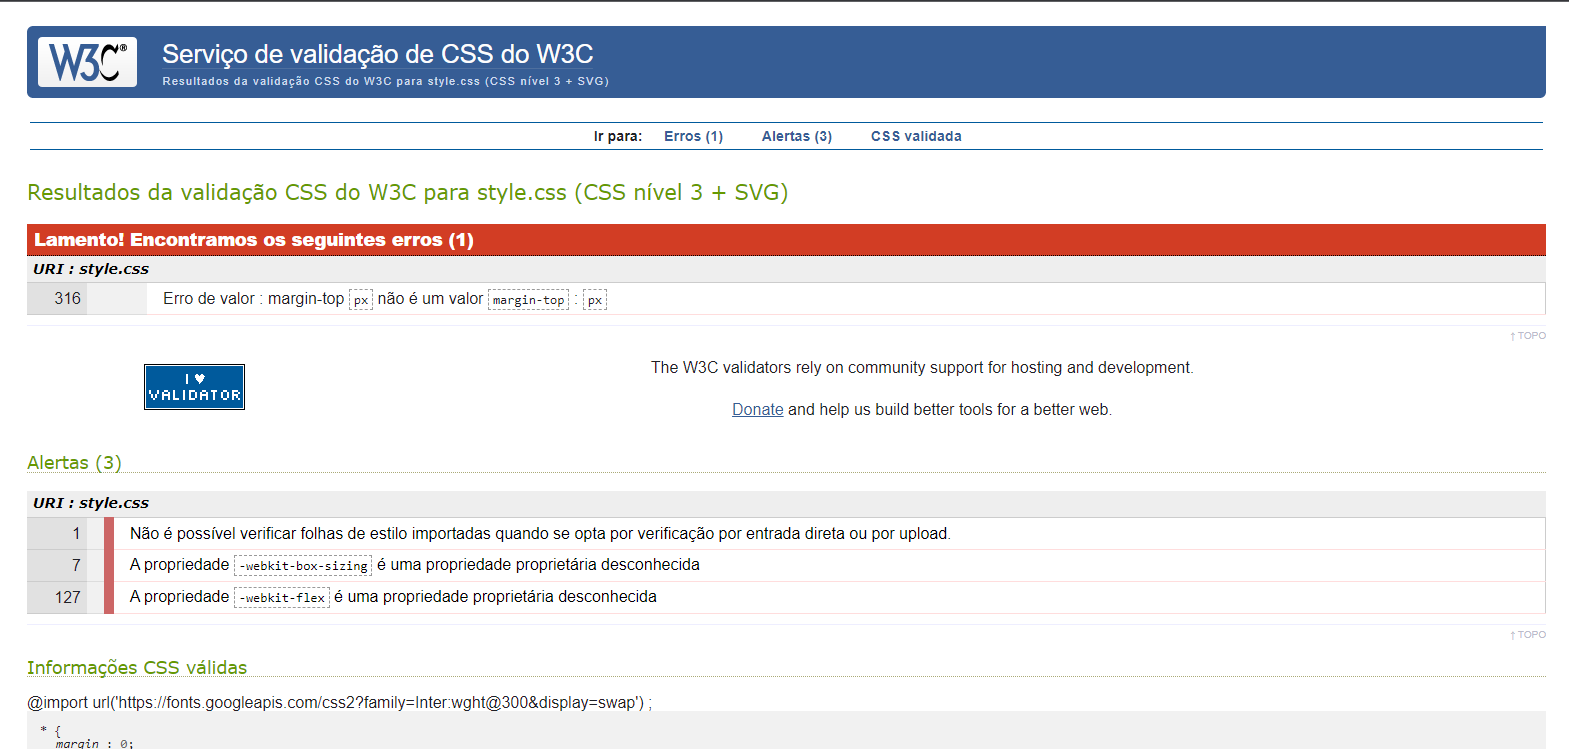 W3C®
Serviço de validação de CSS do W3C
Resultados da validação CSS do W3C para style.css (CSS nível 3 + SVG)
Ir para: Erros (1) Alertas (3) CSS validada
Resultados da validação CSS do W3C para style.css (CSS nível 3 + SVG)
Lamento! Encontramos os seguintes erros (1)
URI : style.css
316 Erro de valor : margin-top px não é um valor margin-top : px
↑ TOPO
I ♥
VALIDATOR
The W3C validators rely on community support for hosting and development.
Donate and help us build better tools for a better web.
Alertas (3)
URI : style.css
1 Não é possível verificar folhas de estilo importadas quando se opta por verificação por entrada direta ou por upload.
7 A propriedade -webkit-box-sizing é uma propriedade proprietária desconhecida
127 A propriedade -webkit-flex é uma propriedade proprietária desconhecida
↑ TOPO
Informações CSS válidas
@import url('https://fonts.googleapis.com/css2?family=Inter:wght@300&display=swap') ;
* {
margin : 0;